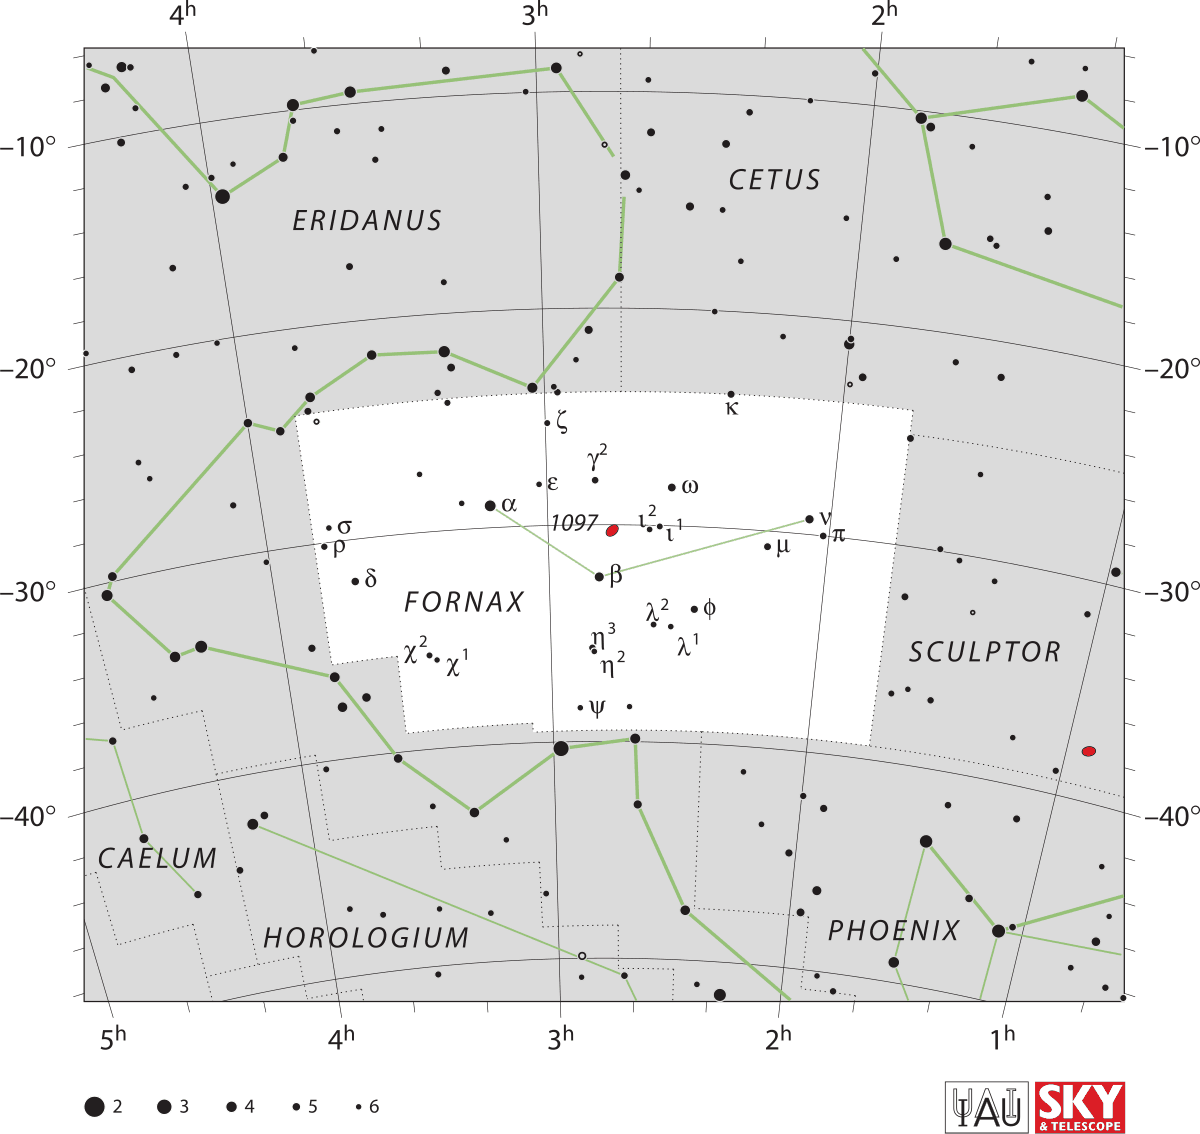 4h 3h 2h
CETUS
–10° –10°
ERIDANUS
–20° –20°
κ
ζ
γ2
ε ω
α
1097 ι2 ι1 ν
σ π
ρ μ
δ β
–30° –30°
FORNAX
λ2 ϕ
η3 λ1
χ2 χ1 η2
SCULPTOR
ψ
–40° –40°
CAELUM
HOROLOGIUM PHOENIX
5h 4h 3h 2h 1h
2 3 4 5 6
IAU SKY
& TELESCOPE